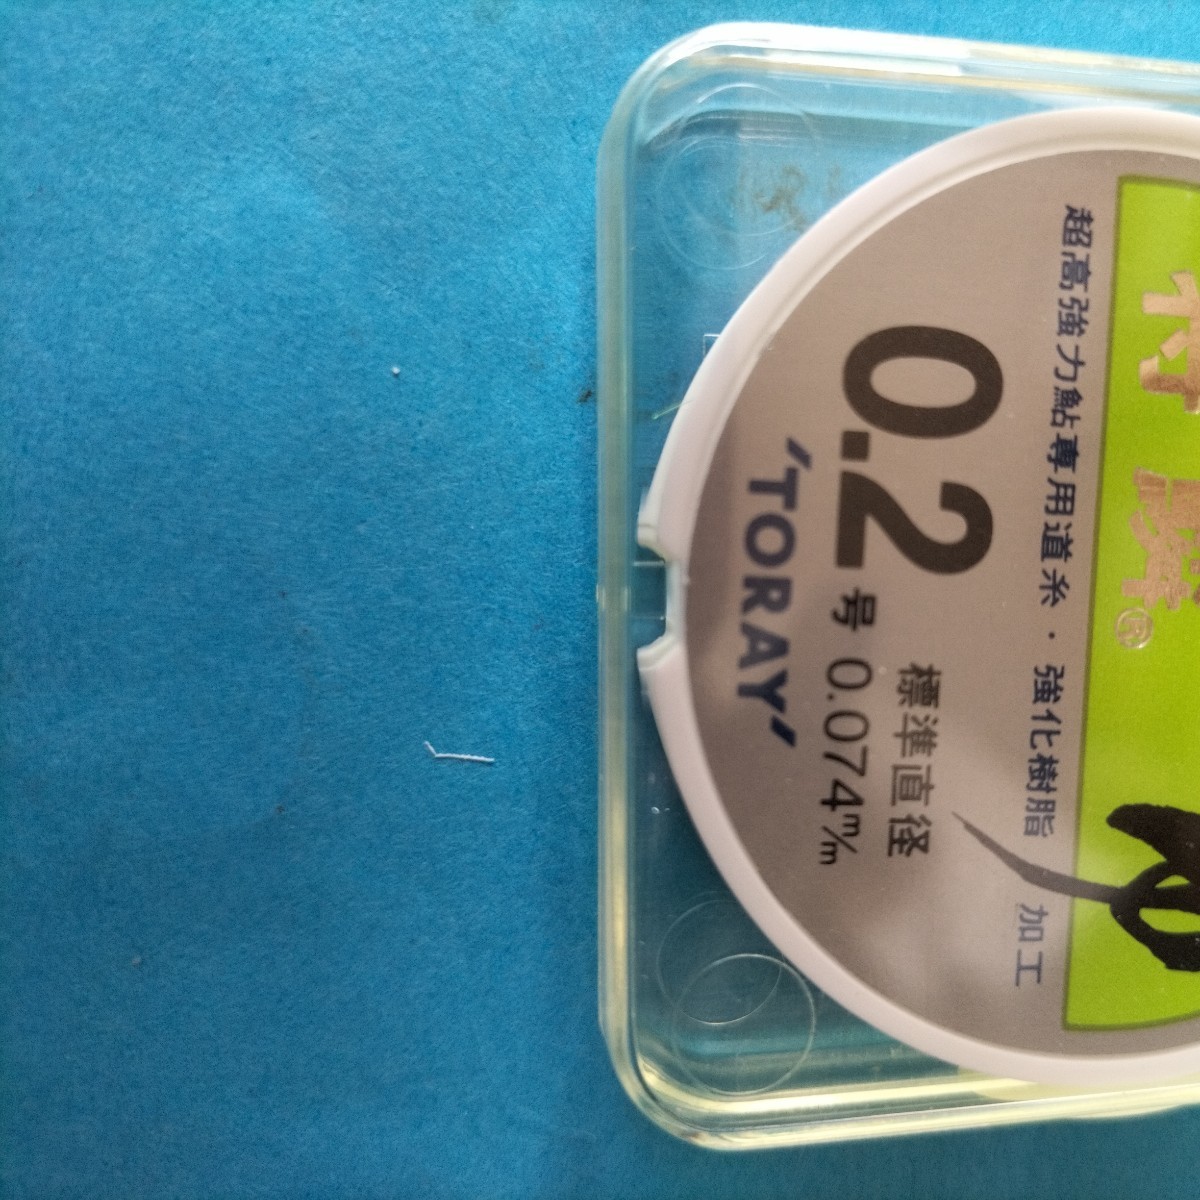 超高強力鮎専用道糸・強化樹脂加工
標準直径
0.2号 0.074m/m
'TORAY'
®